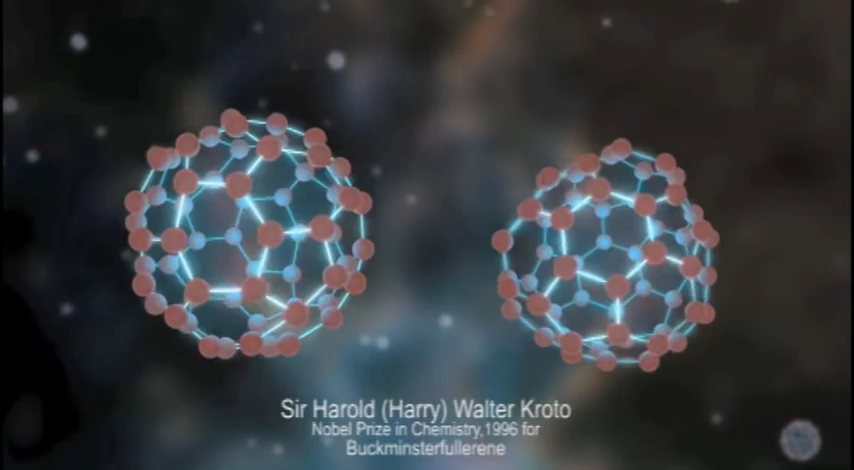 Sir Harold (Harry) Walter Kroto
Nobel Prize in Chemistry,1996 for
Buckminsterfullerene